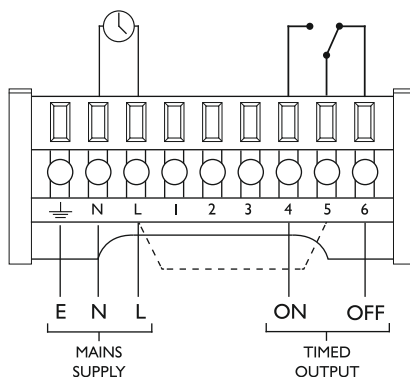 N L 1 2 3 4 5 6
E N L ON OFF
MAINS
SUPPLY
TIMED
OUTPUT